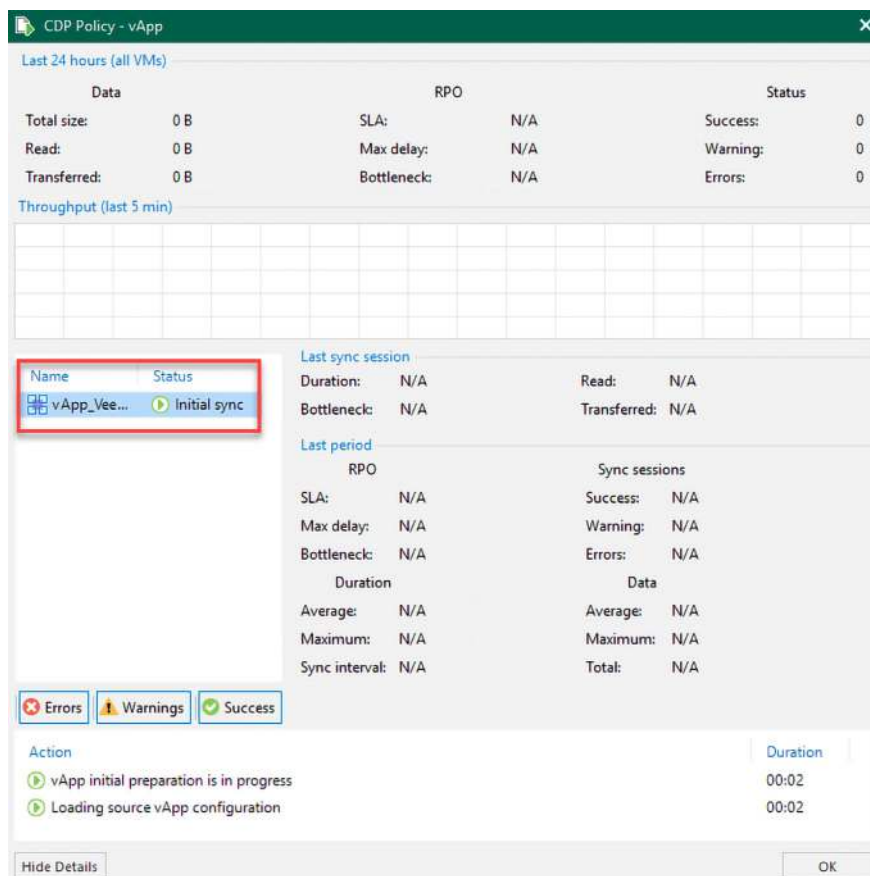 CDP Policy - vApp
Last 24 hours (all VMs)
Data RPO Status
Total size: 0 B SLA: N/A Success: 0
Read: 0 B Max delay: N/A Warning: 0
Transferred: 0 B Bottleneck: N/A Errors: 0
Throughput (last 5 min)
Name Status
vApp_Vee... Initial sync
Last sync session
Duration: N/A Read: N/A
Bottleneck: N/A Transferred: N/A
Last period
RPO Sync sessions
SLA: N/A Success: N/A
Max delay: N/A Warning: N/A
Bottleneck: N/A Errors: N/A
Duration Data
Average: N/A Average: N/A
Maximum: N/A Maximum: N/A
Sync interval: N/A Total: N/A
Errors Warnings Success
Action Duration
vApp initial preparation is in progress 00:02
Loading source vApp configuration 00:02
Hide Details OK